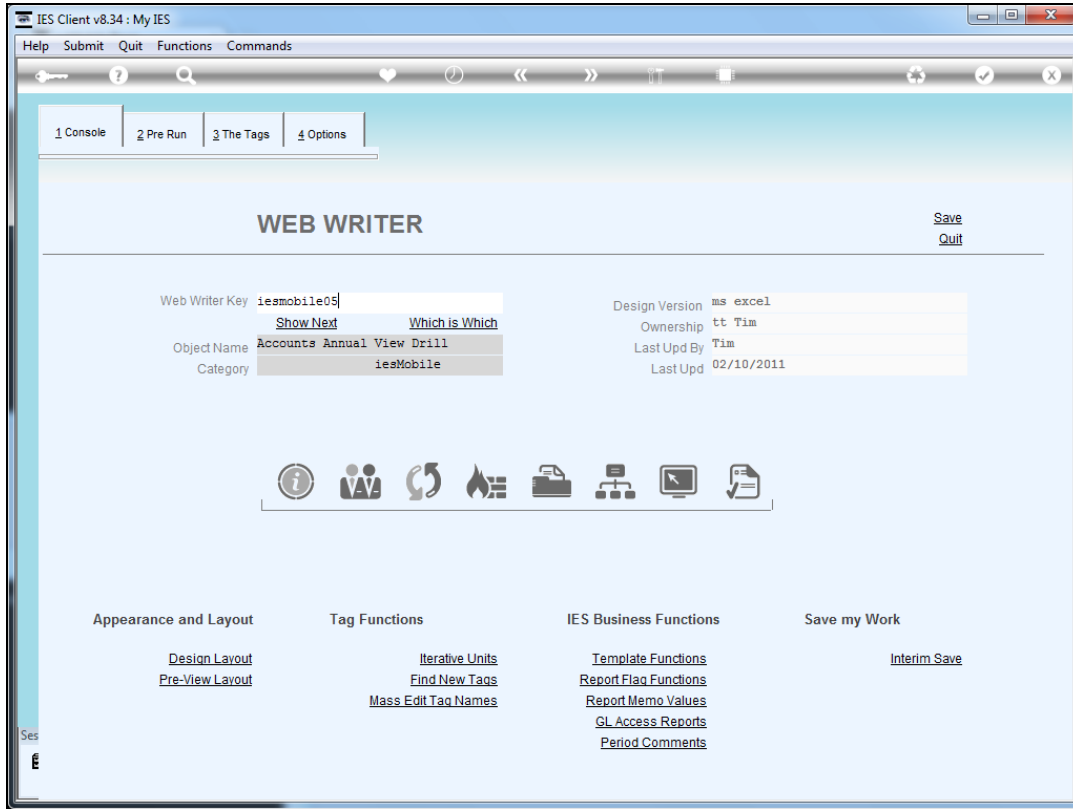 IES Client v8.34 : My IES
Help Submit Quit Functions Commands
1 Console 2 Pre Run 3 The Tags 4 Options
WEB WRITER
Save
Quit
Web Writer Key iesmobile05
Show Next Which is Which
Object Name Accounts Annual View Drill
Category iesMobile
Design Version ms excel
Ownership tt Tim
Last Upd By Tim
Last Upd 02/10/2011
Appearance and Layout Tag Functions IES Business Functions Save my Work
Design Layout Iterative Units Template Functions Interim Save
Pre-View Layout Find New Tags Report Flag Functions
Mass Edit Tag Names Report Memo Values
GL Access Reports
Period Comments
Ses